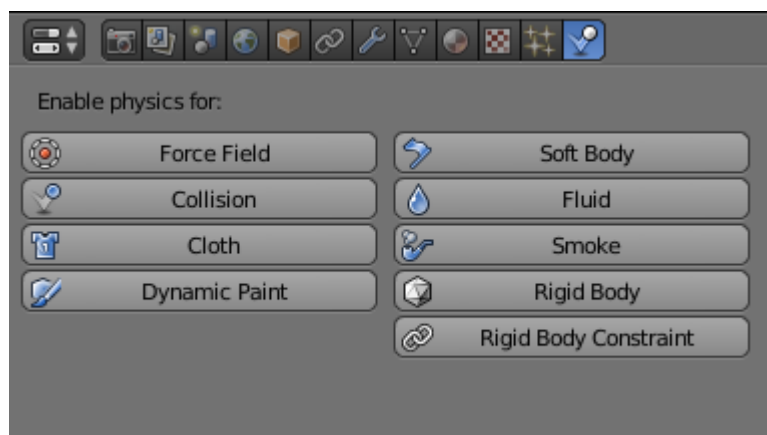 Enable physics for:
Force Field
Collision
Cloth
Dynamic Paint
Soft Body
Fluid
Smoke
Rigid Body
Rigid Body Constraint